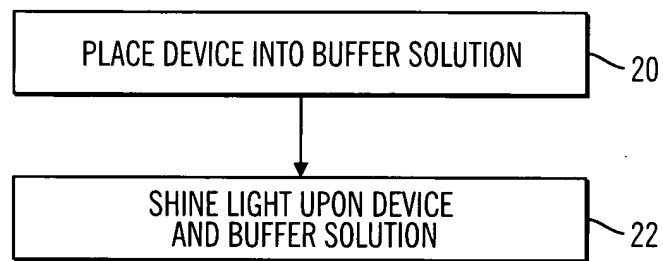 PLACE DEVICE INTO BUFFER SOLUTION
20
SHINE LIGHT UPON DEVICE
AND BUFFER SOLUTION
22